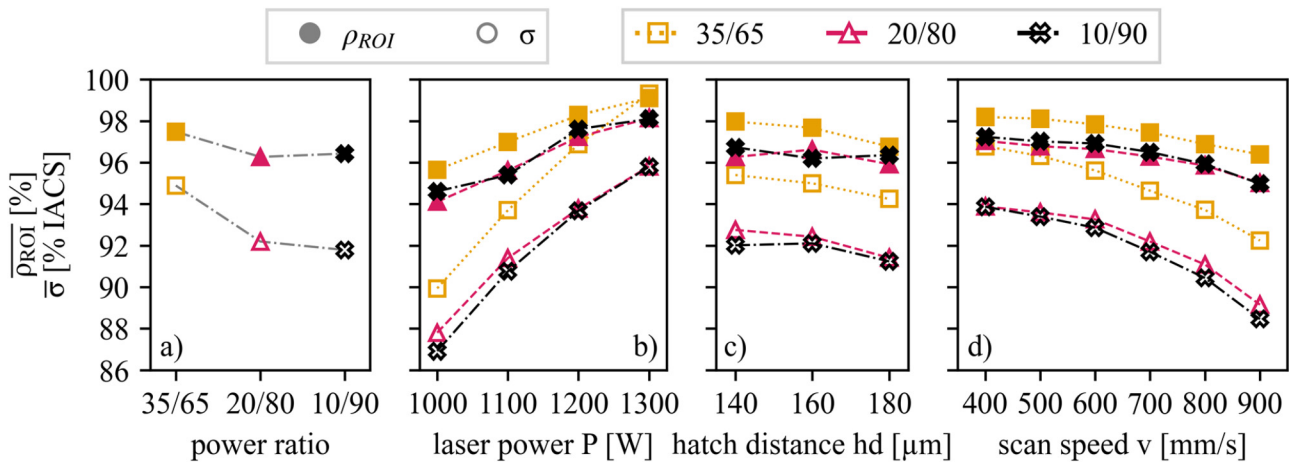 ρROI σ 35/65 20/80 10/90
100
98
96
94
92
90
88
86
ρROI [%]
σ [% IACS]
a) b) c) d)
35/65 20/80 10/90 1000 1100 1200 1300 140 160 180 400 500 600 700 800 900
power ratio laser power P [W] hatch distance hd [µm] scan speed v [mm/s]